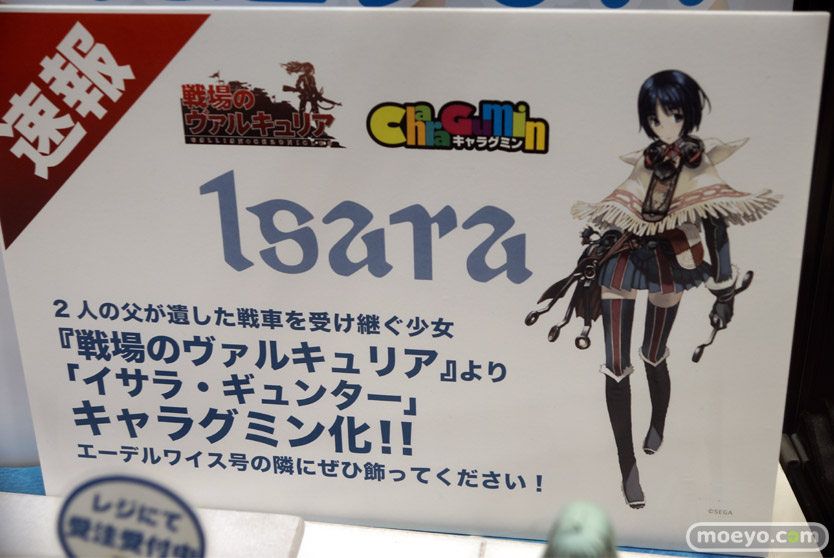 速報
戦場の
ヴァルキュリア
CharaGumin
キャラグミン
Isara
2人の父が遺した戦車を受け継ぐ少女
『戦場のヴァルキュリア』より
「イサラ・ギュンター」
キャラグミン化!!
エーデルワイス号の隣にぜひ飾ってください!
©SEGA
レジにて
受注受付中
moeyo.com